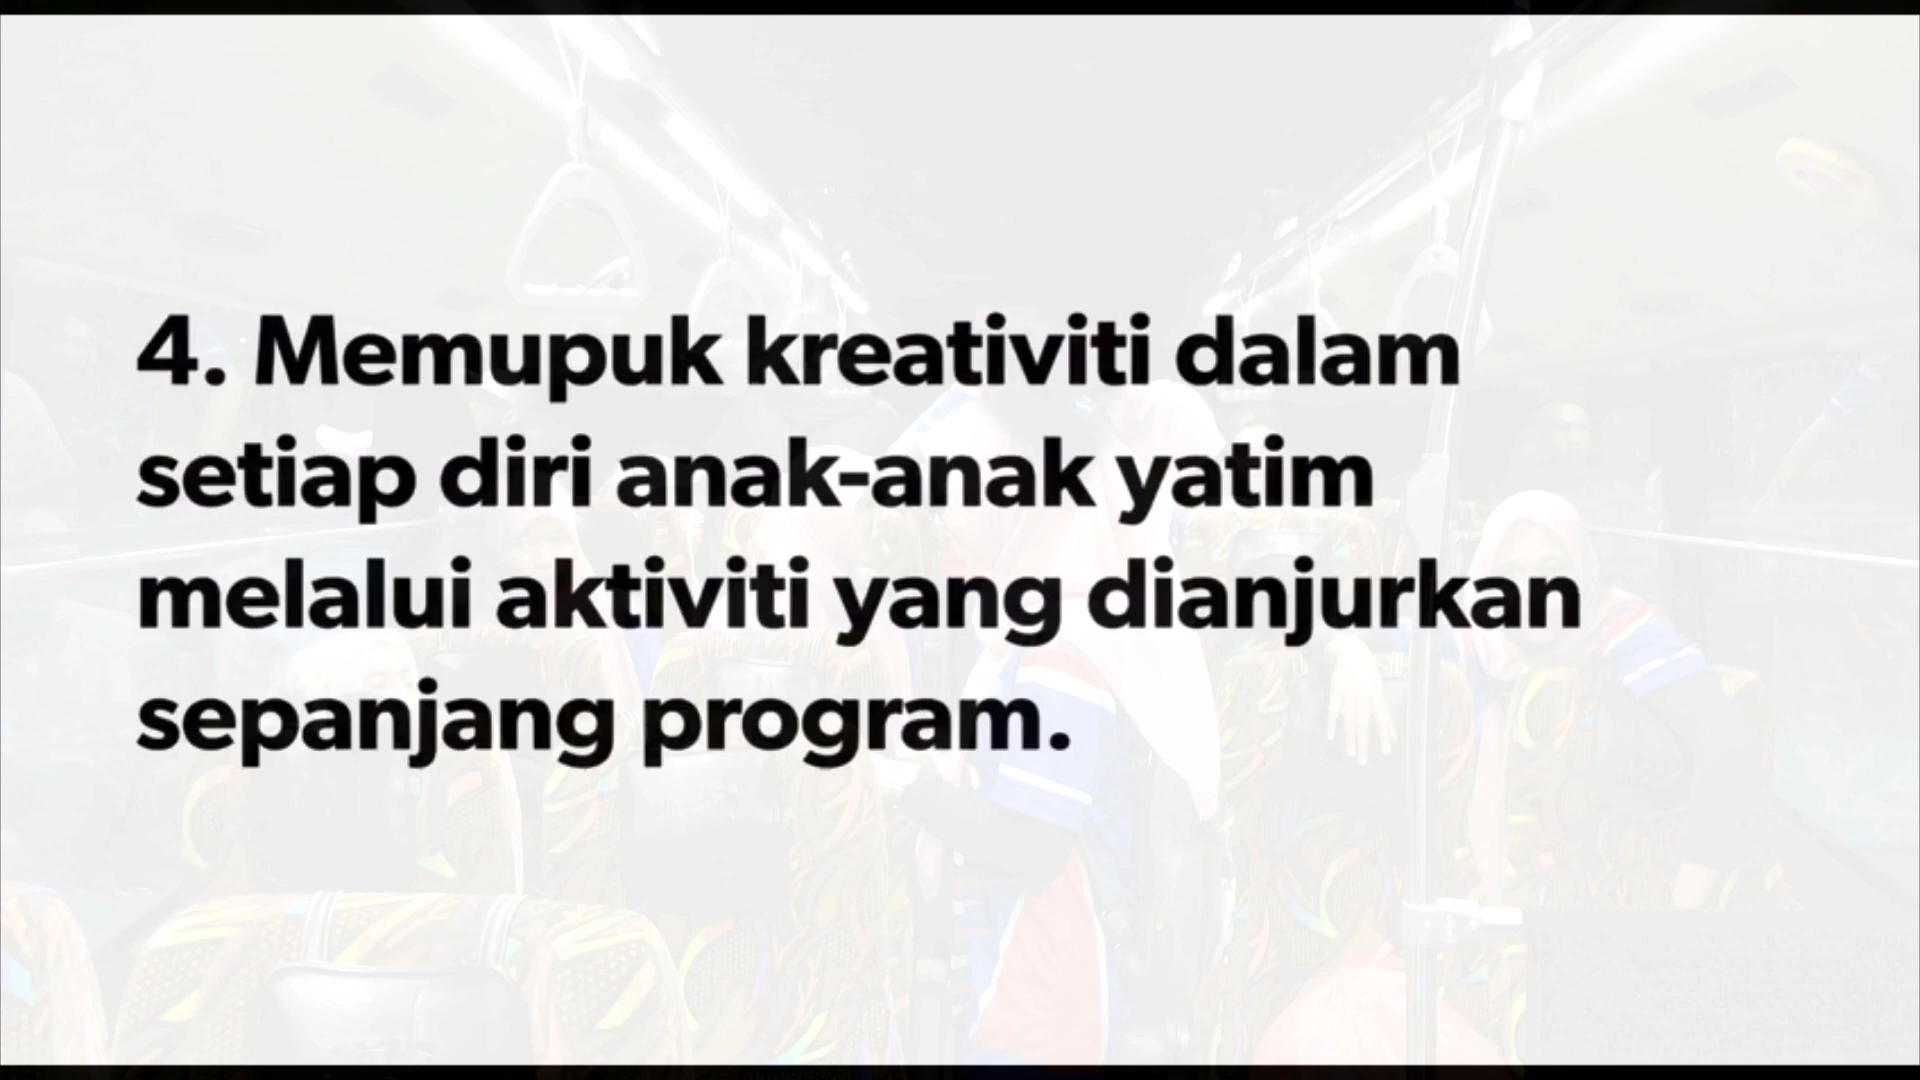 4. Memupuk kreativiti dalam
setiap diri anak-anak yatim
melalui aktiviti yang dianjurkan
sepanjang program.